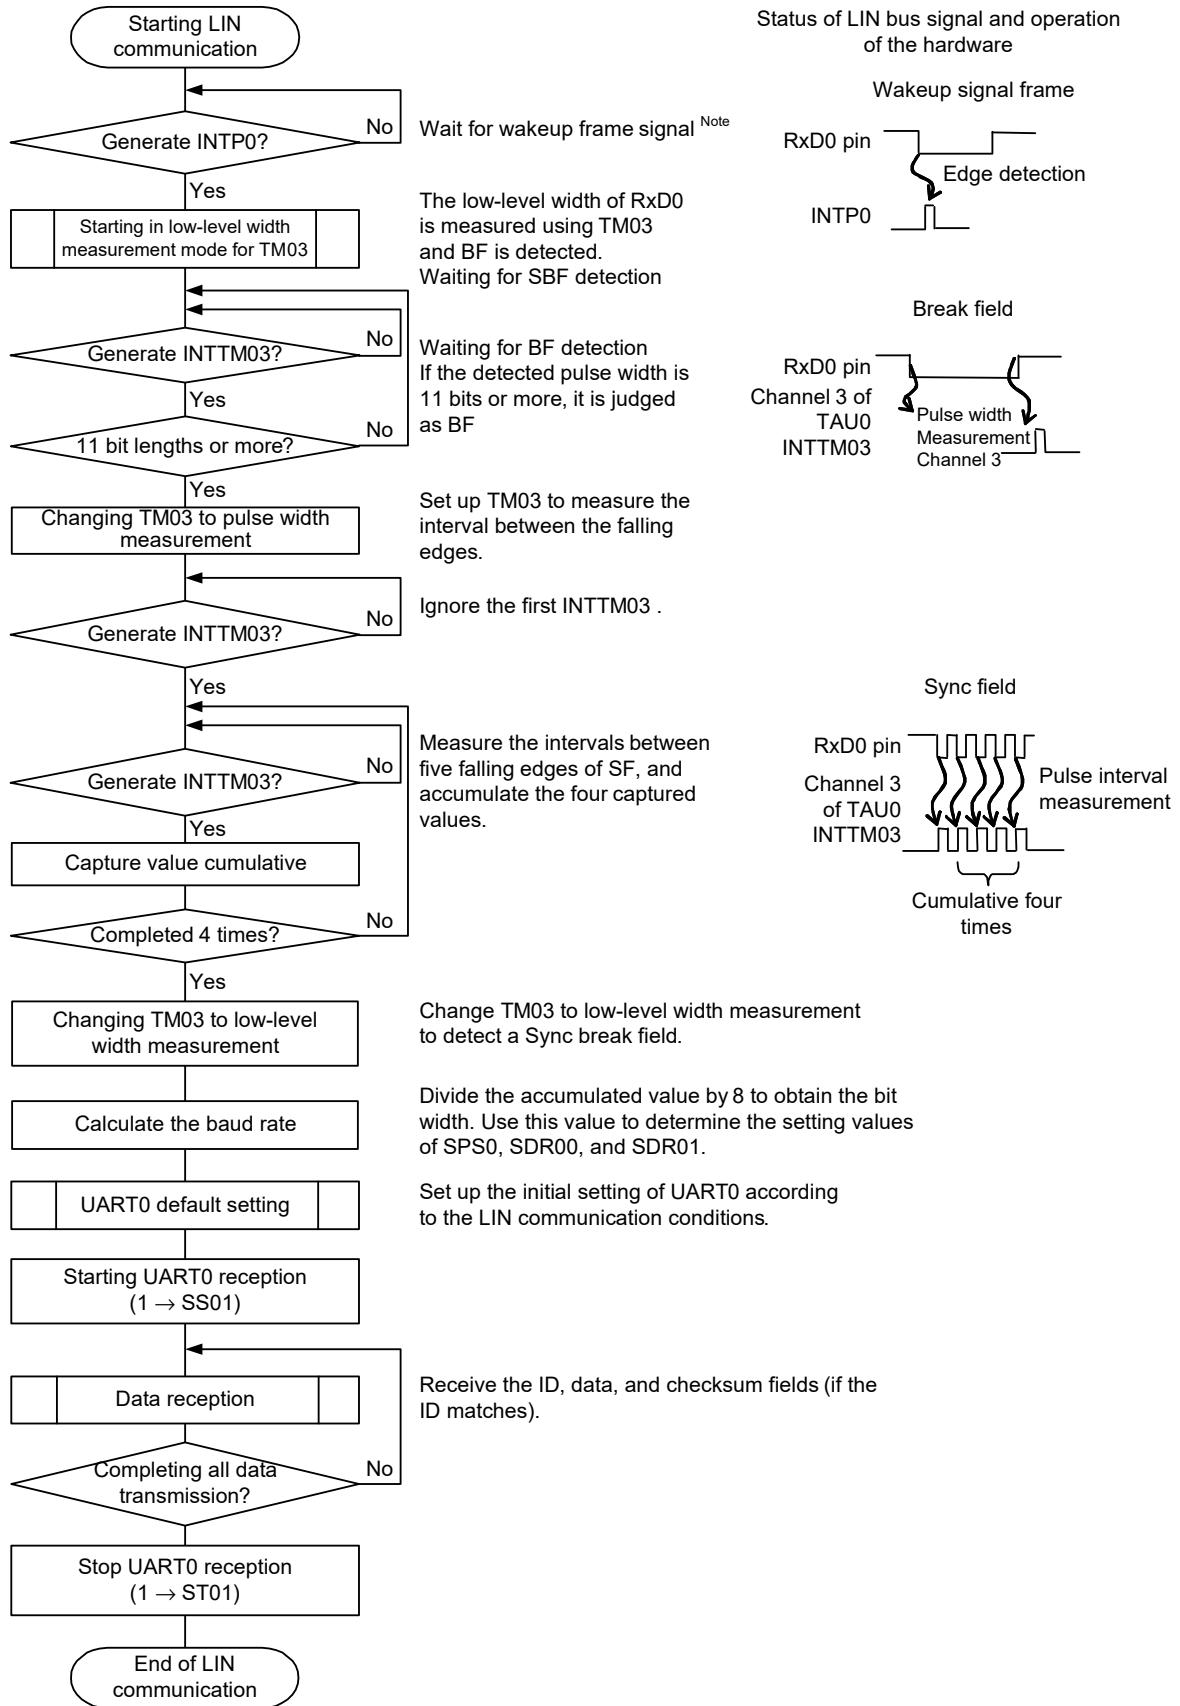 Starting LIN
communication
Status of LIN bus signal and operation
of the hardware
Wakeup signal frame
Generate INTP0?
No
Wait for wakeup frame signal Note
RxD0 pin
Edge detection
INTP0
Yes
Starting in low-level width
measurement mode for TM03
The low-level width of RxD0
is measured using TM03
and BF is detected.
Waiting for SBF detection
Break field
Generate INTTM03?
No
Waiting for BF detection
If the detected pulse width is
11 bits or more, it is judged
as BF
RxD0 pin
Channel 3 of
TAU0
INTTM03
Pulse width
Measurement
Channel 3
Yes
11 bit lengths or more?
No
Yes
Changing TM03 to pulse width
measurement
Set up TM03 to measure the
interval between the falling
edges.
Generate INTTM03?
No
Ignore the first INTTM03 .
Yes
Sync field
Generate INTTM03?
No
Measure the intervals between
five falling edges of SF, and
accumulate the four captured
values.
RxD0 pin
Channel 3
of TAU0
INTTM03
Pulse interval
measurement
Cumulative four
times
Yes
Capture value cumulative
Completed 4 times?
No
Yes
Changing TM03 to low-level
width measurement
Change TM03 to low-level width measurement
to detect a Sync break field.
Calculate the baud rate
Divide the accumulated value by 8 to obtain the bit
width. Use this value to determine the setting values
of SPS0, SDR00, and SDR01.
UART0 default setting
Set up the initial setting of UART0 according
to the LIN communication conditions.
Starting UART0 reception
(1 → SS01)
Data reception
Receive the ID, data, and checksum fields (if the
ID matches).
Completing all data
transmission?
No
Stop UART0 reception
(1 → ST01)
End of LIN
communication